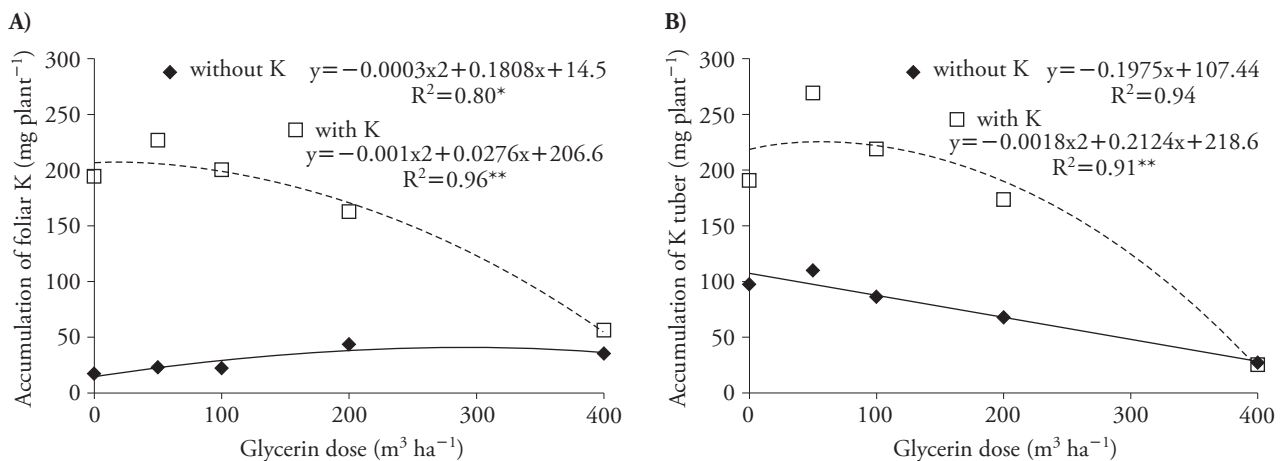 A)
Accumulation of foliar K (mg plant⁻¹)
300
250
200
150
100
50
0
without K y=−0.0003x2+0.1808x+14.5
R²=0.80*
with K
y=−0.001x2+0.0276x+206.6
R²=0.96**
0 100 200 300 400
Glycerin dose (m³ ha⁻¹)
B)
Accumulation of K tuber (mg plant⁻¹)
300
250
200
150
100
50
0
without K y=−0.1975x+107.44
R²=0.94
with K
y=−0.0018x2+0.2124x+218.6
R²=0.91**
0 100 200 300 400
Glycerin dose (m³ ha⁻¹)